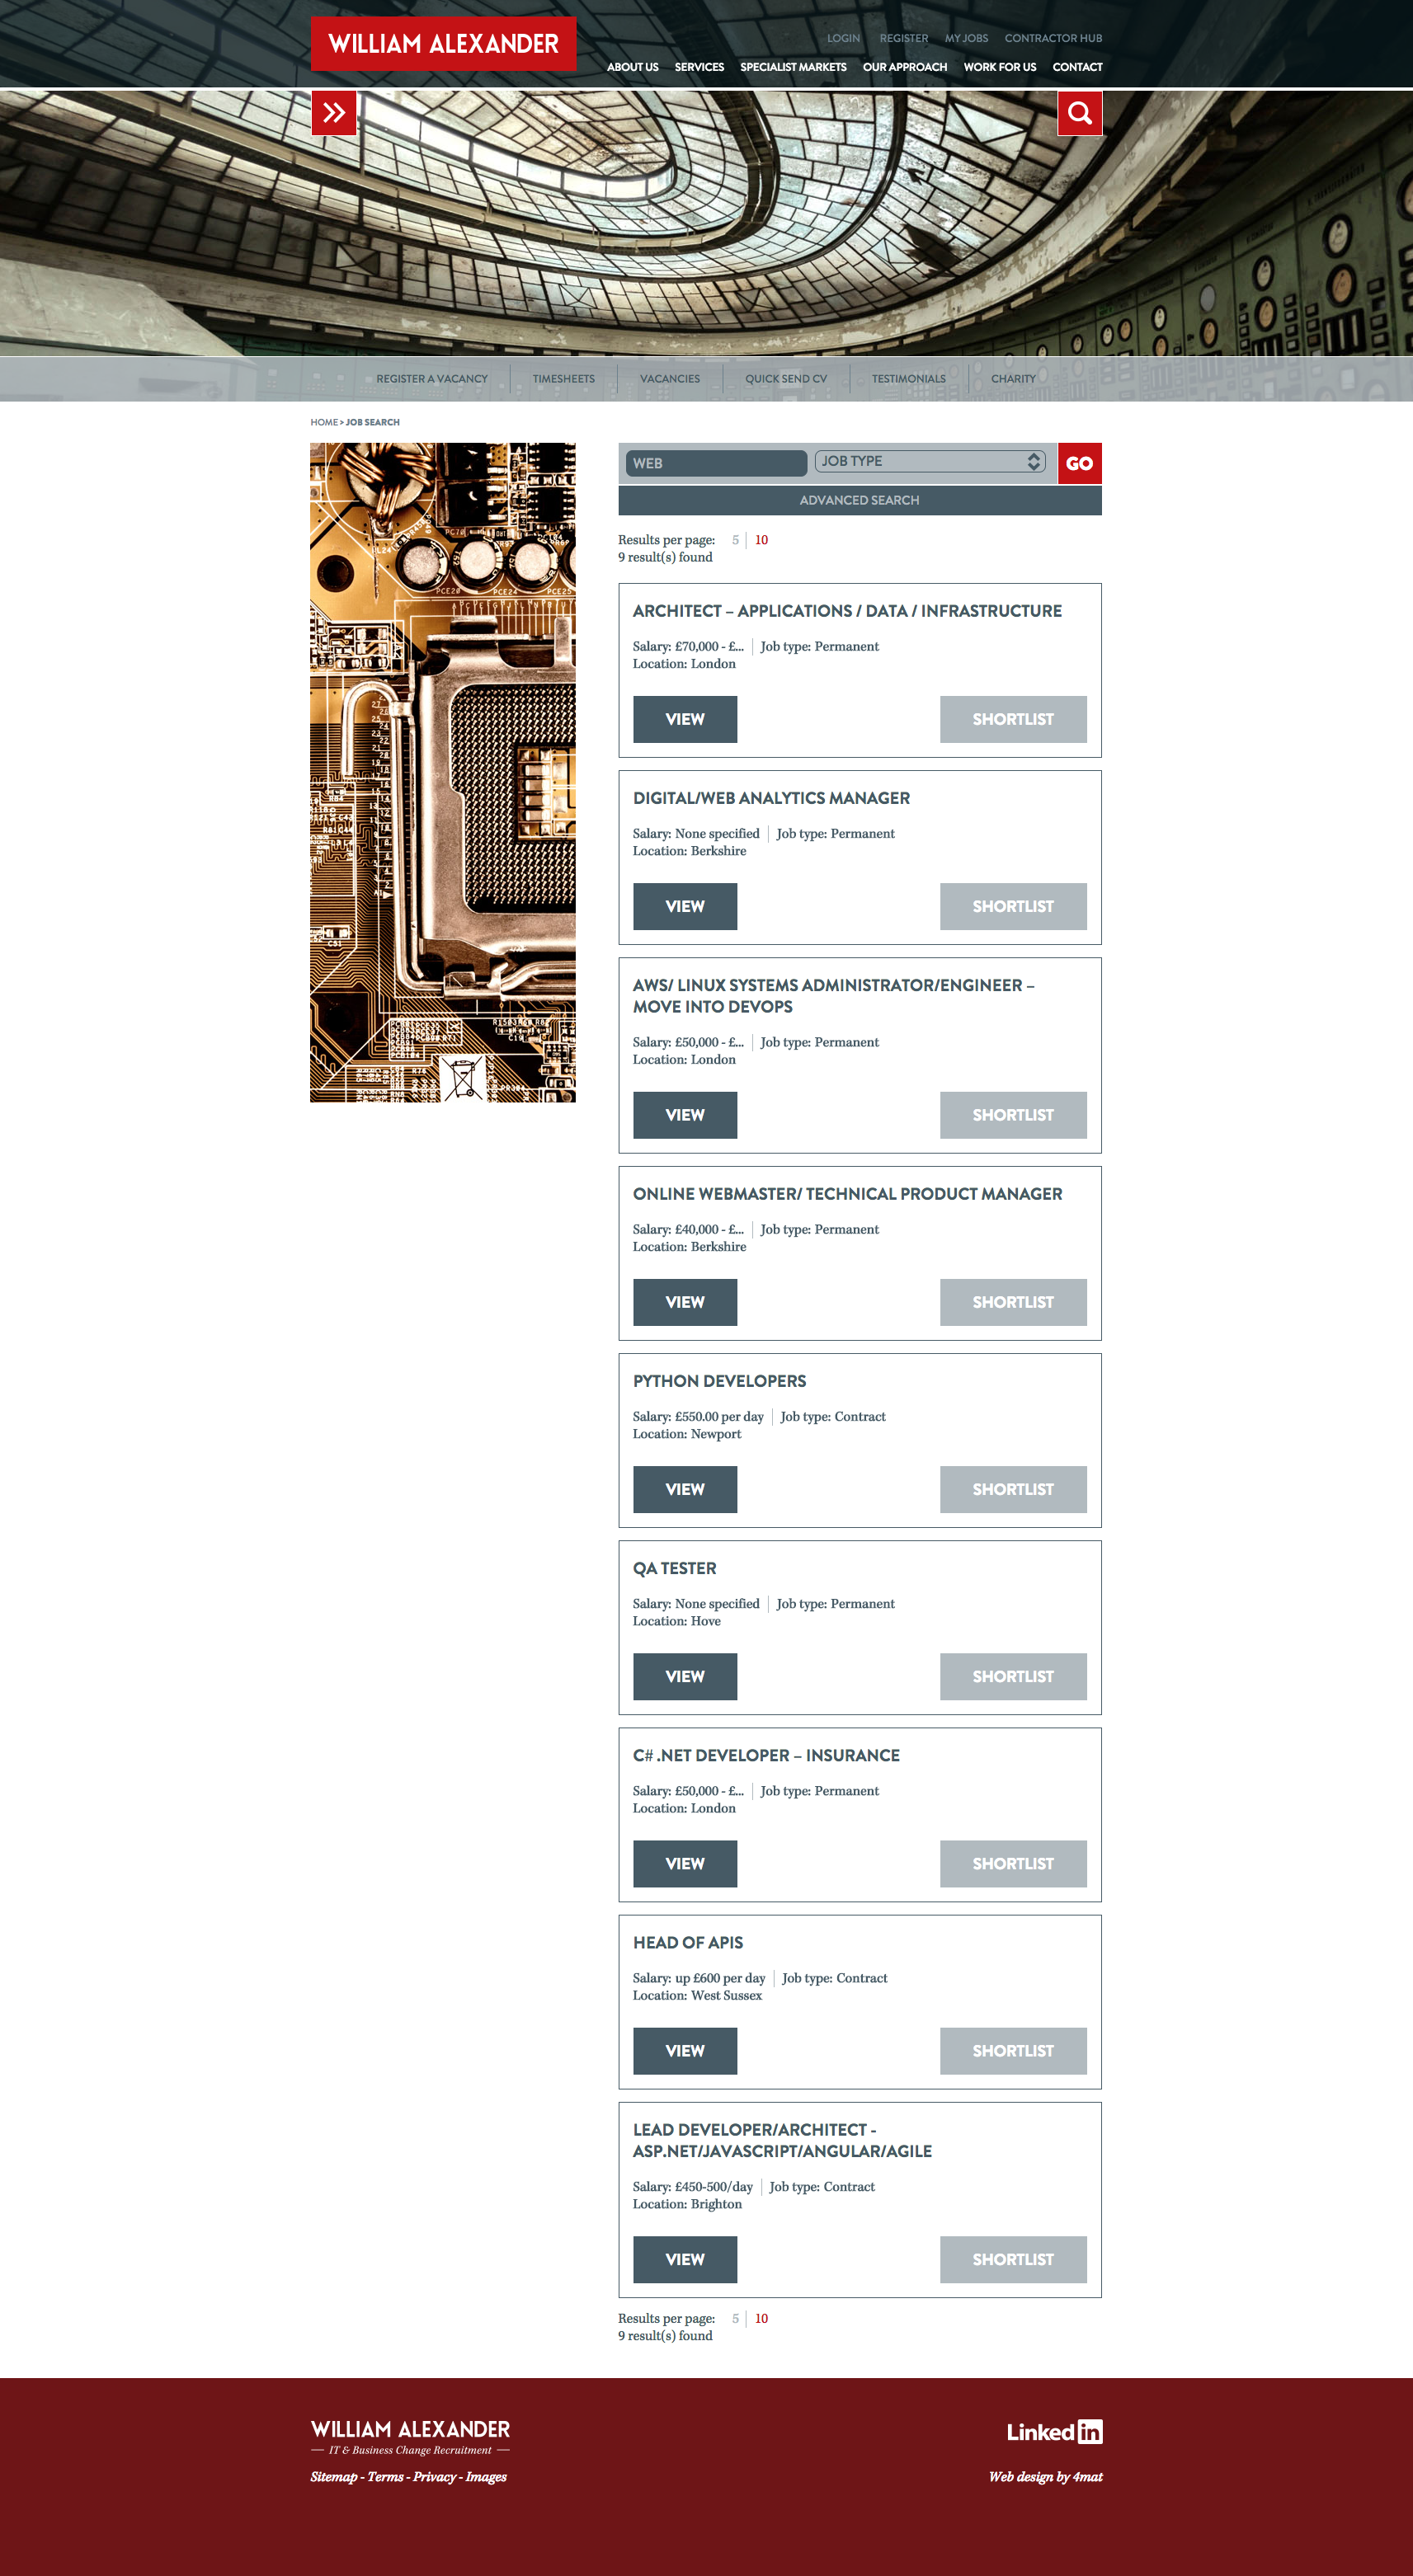 WILLIAM ALEXANDER
LOGIN REGISTER MY JOBS CONTRACTOR HUB
ABOUT US SERVICES SPECIALIST MARKETS OUR APPROACH WORK FOR US CONTACT
REGISTER A VACANCY TIMESHEETS VACANCIES QUICK SEND CV TESTIMONIALS CHARITY
HOME > JOB SEARCH
WEB JOB TYPE GO
ADVANCED SEARCH
Results per page: 5 10
9 result(s) found
ARCHITECT – APPLICATIONS / DATA / INFRASTRUCTURE
Salary: £70,000 - £... Job type: Permanent
Location: London
VIEW SHORTLIST
DIGITAL/WEB ANALYTICS MANAGER
Salary: None specified Job type: Permanent
Location: Berkshire
VIEW SHORTLIST
AWS/ LINUX SYSTEMS ADMINISTRATOR/ENGINEER –
MOVE INTO DEVOPS
Salary: £50,000 - £... Job type: Permanent
Location: London
VIEW SHORTLIST
ONLINE WEBMASTER/ TECHNICAL PRODUCT MANAGER
Salary: £40,000 - £... Job type: Permanent
Location: Berkshire
VIEW SHORTLIST
PYTHON DEVELOPERS
Salary: £550.00 per day Job type: Contract
Location: Newport
VIEW SHORTLIST
QA TESTER
Salary: None specified Job type: Permanent
Location: Hove
VIEW SHORTLIST
C# .NET DEVELOPER – INSURANCE
Salary: £50,000 - £... Job type: Permanent
Location: London
VIEW SHORTLIST
HEAD OF APIS
Salary: up £600 per day Job type: Contract
Location: West Sussex
VIEW SHORTLIST
LEAD DEVELOPER/ARCHITECT -
ASP.NET/JAVASCRIPT/ANGULAR/AGILE
Salary: £450-500/day Job type: Contract
Location: Brighton
VIEW SHORTLIST
Results per page: 5 10
9 result(s) found
WILLIAM ALEXANDER
IT & Business Change Recruitment
Linked in
Sitemap - Terms - Privacy - Images
Web design by 4mat